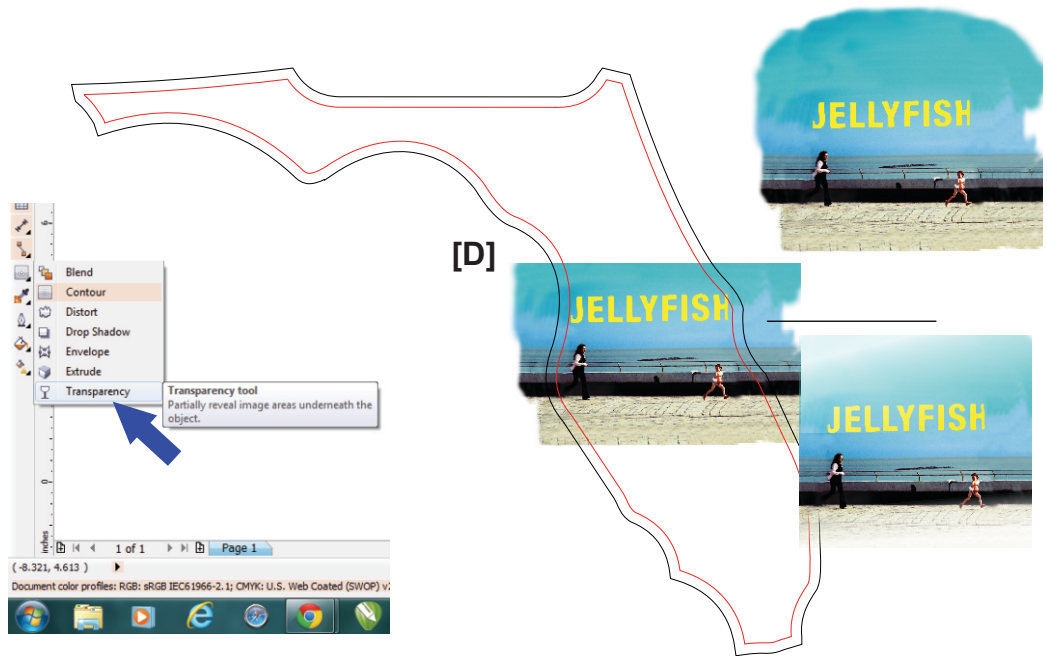 JELLYFISH
[D]
JELLYFISH
JELLYFISH
Blend
Contour
Distort
Drop Shadow
Envelope
Extrude
Transparency
Transparency tool
Partially reveal image areas underneath the
object.
0
inches
1 of 1
Page 1
(-8.321, 4.613 )
Document color profiles: RGB: sRGB IEC61966-2.1; CMYK: U.S. Web Coated (SWOP) v2